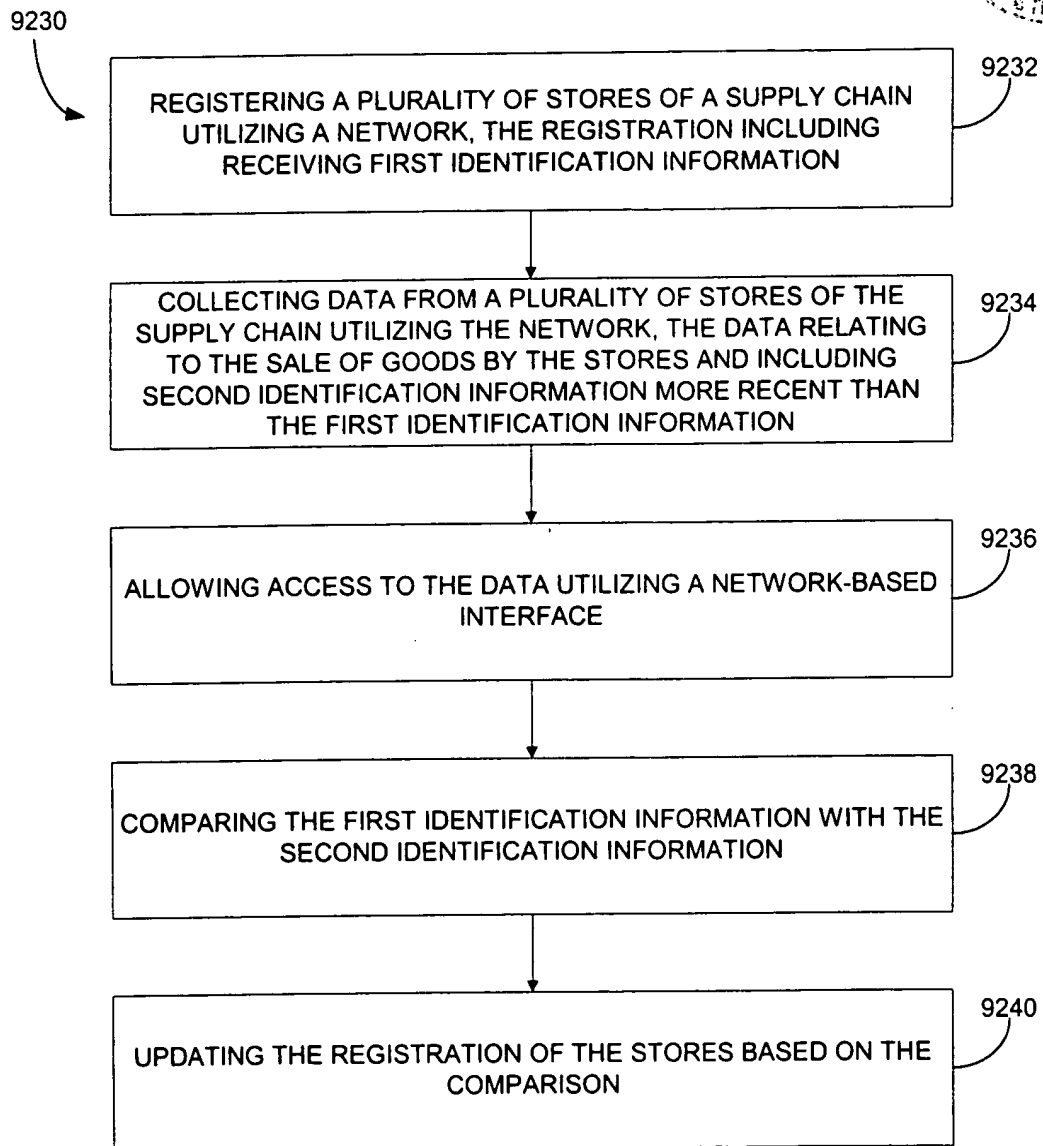 9230
9232
REGISTERING A PLURALITY OF STORES OF A SUPPLY CHAIN
UTILIZING A NETWORK, THE REGISTRATION INCLUDING
RECEIVING FIRST IDENTIFICATION INFORMATION
9234
COLLECTING DATA FROM A PLURALITY OF STORES OF THE
SUPPLY CHAIN UTILIZING THE NETWORK, THE DATA RELATING
TO THE SALE OF GOODS BY THE STORES AND INCLUDING
SECOND IDENTIFICATION INFORMATION MORE RECENT THAN
THE FIRST IDENTIFICATION INFORMATION
9236
ALLOWING ACCESS TO THE DATA UTILIZING A NETWORK-BASED
INTERFACE
9238
COMPARING THE FIRST IDENTIFICATION INFORMATION WITH THE
SECOND IDENTIFICATION INFORMATION
9240
UPDATING THE REGISTRATION OF THE STORES BASED ON THE
COMPARISON